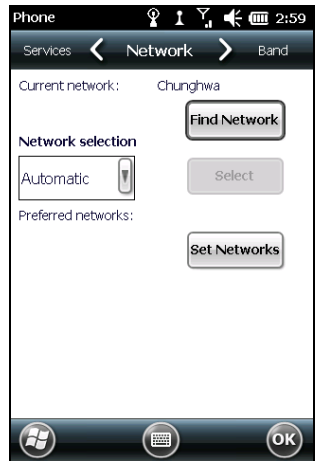 Phone 2:59
Services Network Band
Current network: Chunghwa
Find Network
Network selection
Automatic
Select
Preferred networks:
Set Networks
OK